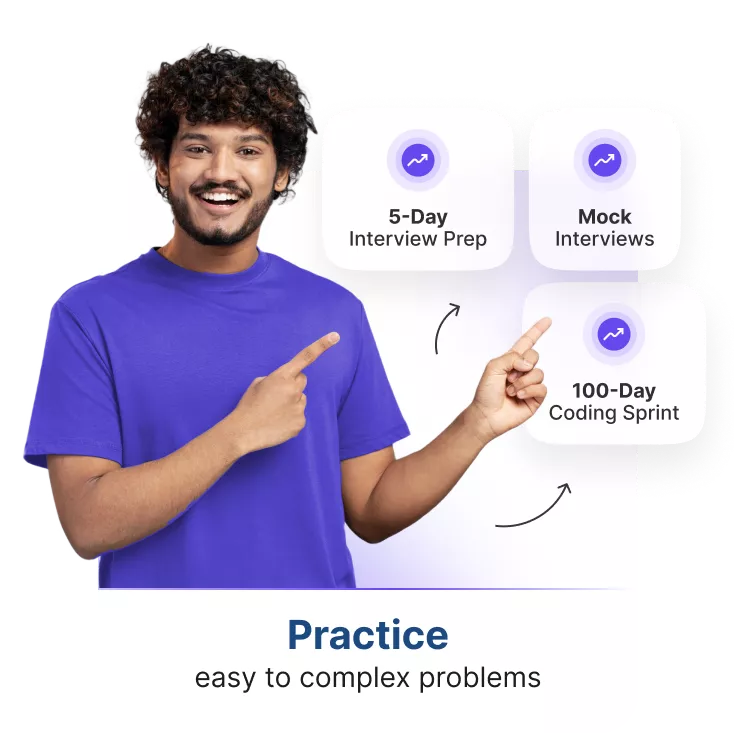 5-Day
Interview Prep
Mock
Interviews
100-Day
Coding Sprint
Practice
easy to complex problems